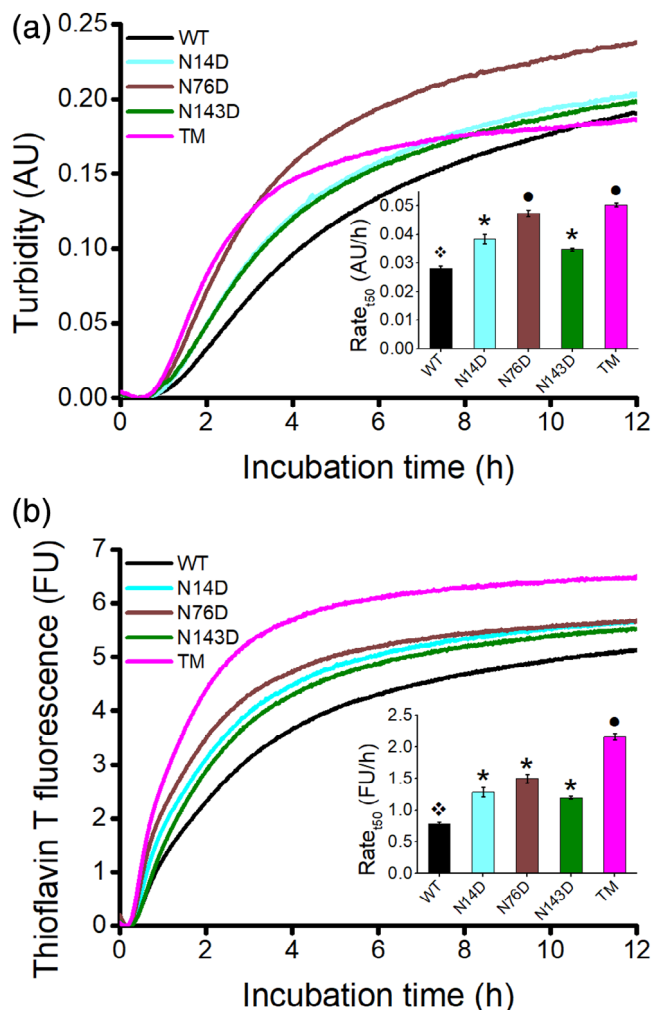 (a)
0.25
0.20
0.15
0.10
0.05
0.00
Turbidity (AU)
WT
N14D
N76D
N143D
TM
0.05
0.04
0.03
0.02
0.01
0.00
Rate t50 (AU/h)
❖
*
●
*
●
WT
N14D
N76D
N143D
TM
0 2 4 6 8 10 12
Incubation time (h)
(b)
7
6
5
4
3
2
1
0
Thioflavin T fluorescence (FU)
WT
N14D
N76D
N143D
TM
2.5
2.0
1.5
1.0
0.5
0.0
Rate t50 (FU/h)
❖
*
*
*
●
WT
N14D
N76D
N143D
TM
0 2 4 6 8 10 12
Incubation time (h)